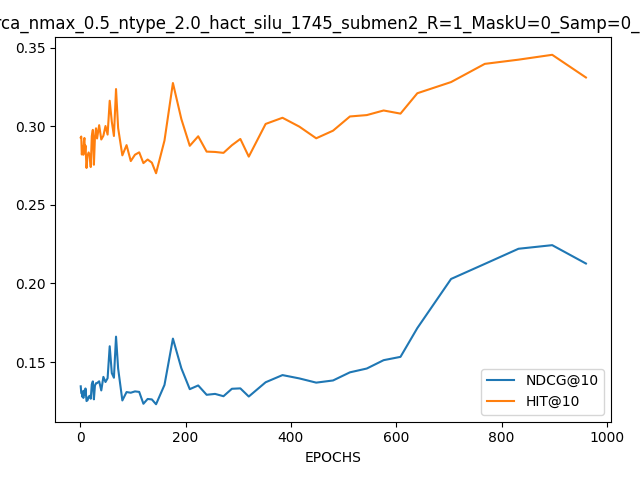 rca_nmax_0.5_ntype_2.0_hact_silu_1745_submen2_R=1_MaskU=0_Samp=0_
0.35
0.30
0.25
0.20
0.15
0 200 400 600 800 1000
EPOCHS
NDCG@10
HIT@10